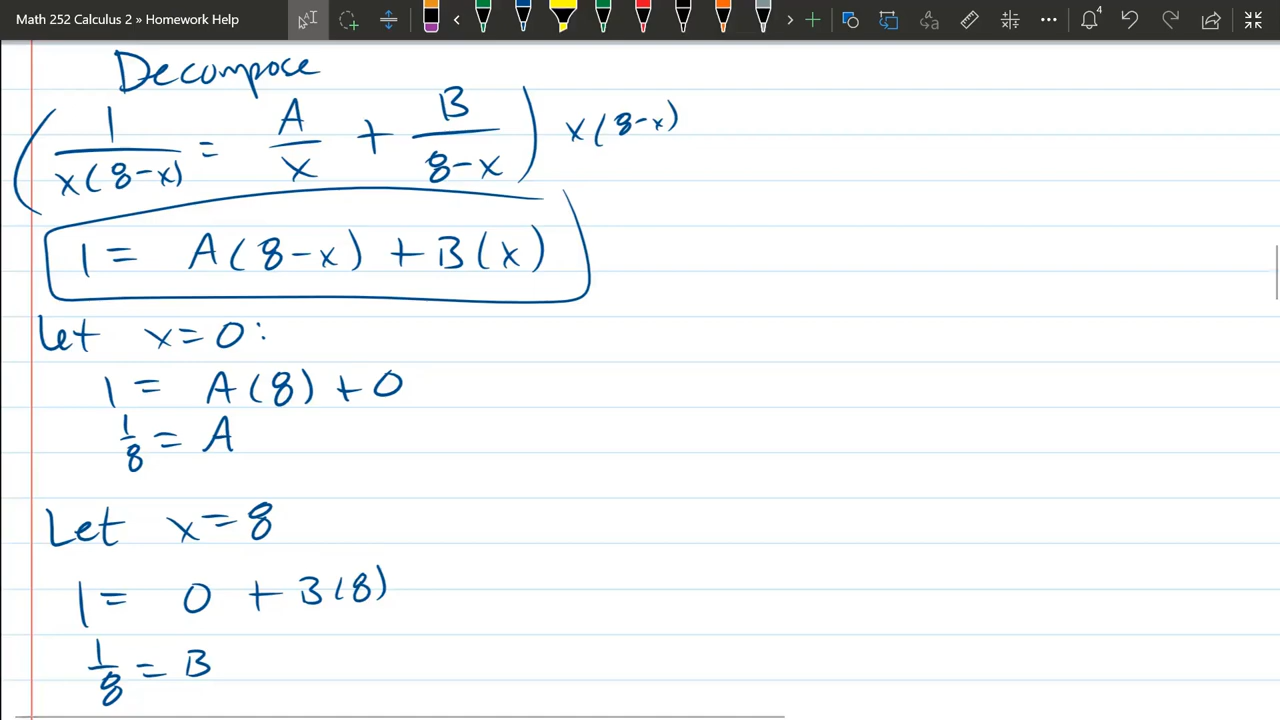 Math 252 Calculus 2 » Homework Help
4
Decompose
( 1/(x(8-x)) = A/x + B/(8-x) ) x(8-x)
1 = A(8-x) + B(x)
Let x=0:
1 = A(8) + 0
1/8 = A
Let x=8
1 = 0 + B(8)
1/8 = B